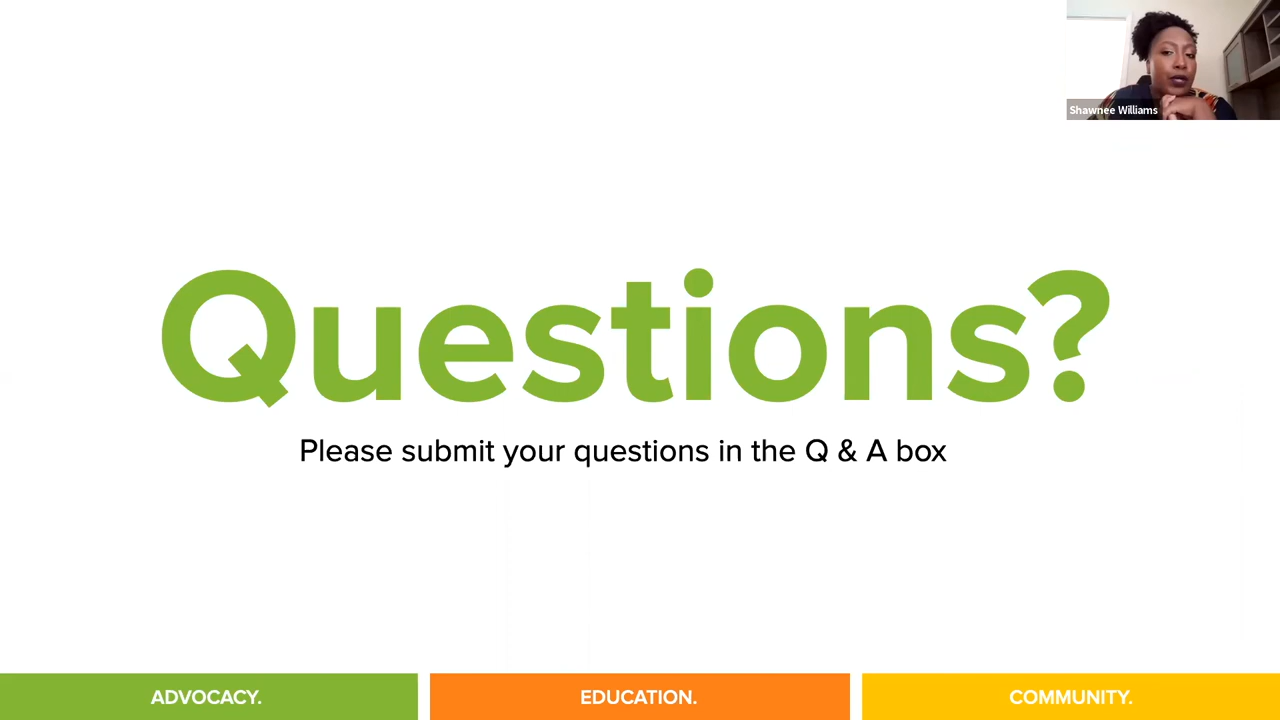 Shawnee Williams
Questions?
Please submit your questions in the Q & A box
ADVOCACY.
EDUCATION.
COMMUNITY.